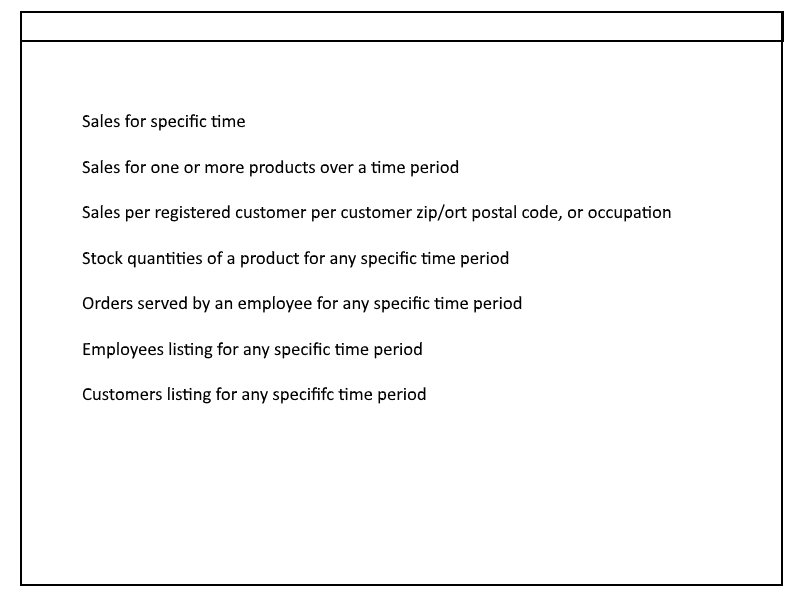 Sales for specific time
Sales for one or more products over a time period
Sales per registered customer per customer zip/ort postal code, or occupation
Stock quantities of a product for any specific time period
Orders served by an employee for any specific time period
Employees listing for any specific time period
Customers listing for any specififc time period